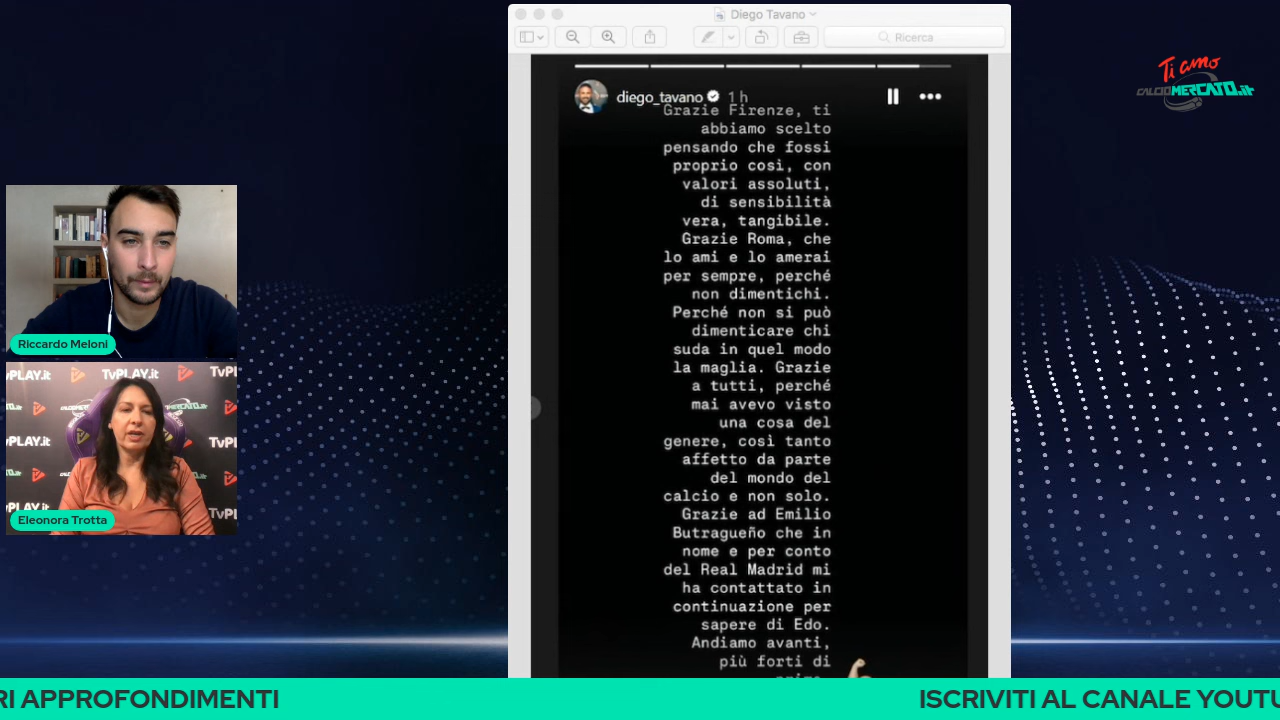 Diego Tavano
Ricerca
diego_tavano 1 h
Grazie Firenze, ti
abbiamo scelto
pensando che fossi
proprio così, con
valori assoluti,
di sensibilità
vera, tangibile.
Grazie Roma, che
lo ami e lo amerai
per sempre, perché
non dimentichi.
Perché non si può
dimenticare chi
suda in quel modo
la maglia. Grazie
a tutti, perché
mai avevo visto
una cosa del
genere, così tanto
affetto da parte
del mondo del
calcio e non solo.
Grazie ad Emilio
Butragueño che in
nome e per conto
del Real Madrid mi
ha contattato in
continuazione per
sapere di Edo.
Andiamo avanti,
più forti di
Ti amo
CALCIOMERCATO.it
Riccardo Meloni
TvPLAY.it
Eleonora Trotta
RI APPROFONDIMENTI
ISCRIVITI AL CANALE YOUTU